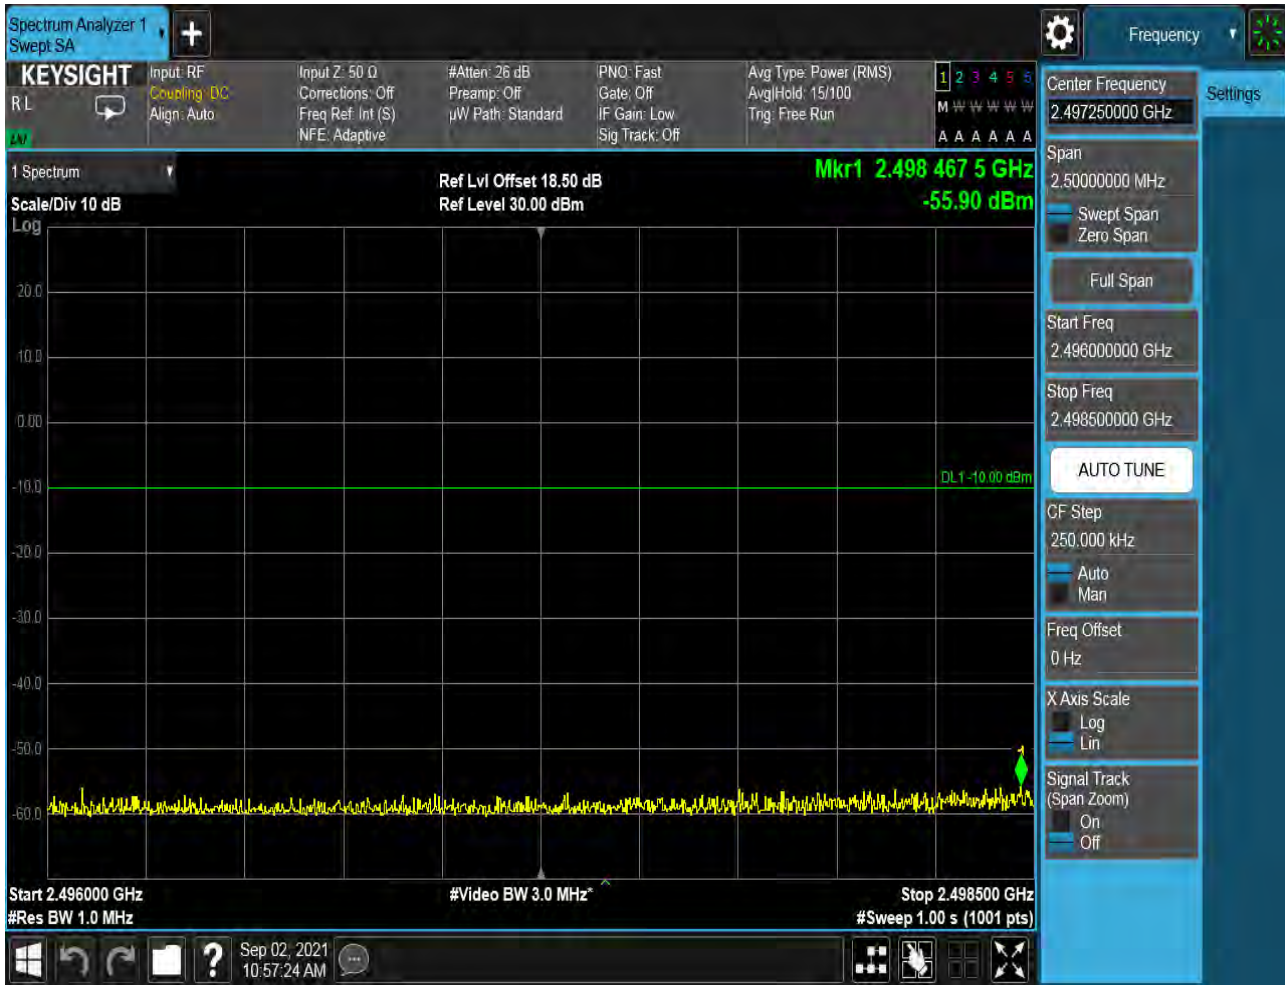 Spectrum Analyzer 1
Swept SA
Frequency
KEYSIGHT
R L
Input: RF
Coupling: DC
Align: Auto
Input Z: 50 Ω
Corrections: Off
Freq Ref: Int (S)
NFE: Adaptive
#Atten: 26 dB
Preamp: Off
µW Path: Standard
PNO: Fast
Gate: Off
IF Gain: Low
Sig Track: Off
Avg Type: Power (RMS)
Avg|Hold: 15/100
Trig: Free Run
1 2 3 4 5 6
M W W W W W
A A A A A A
1 Spectrum
Scale/Div 10 dB
Log
Ref Lvl Offset 18.50 dB
Ref Level 30.00 dBm
Mkr1 2.498 467 5 GHz
-55.90 dBm
20.0
10.0
0.00
-10.0
-20.0
-30.0
-40.0
-50.0
-60.0
DL1 -10.00 dBm
1
Start 2.496000 GHz
#Res BW 1.0 MHz
#Video BW 3.0 MHz*
Stop 2.498500 GHz
#Sweep 1.00 s (1001 pts)
Sep 02, 2021
10:57:24 AM
Center Frequency
2.497250000 GHz
Settings
Span
2.50000000 MHz
Swept Span
Zero Span
Full Span
Start Freq
2.496000000 GHz
Stop Freq
2.498500000 GHz
AUTO TUNE
CF Step
250.000 kHz
Auto
Man
Freq Offset
0 Hz
X Axis Scale
Log
Lin
Signal Track
(Span Zoom)
On
Off